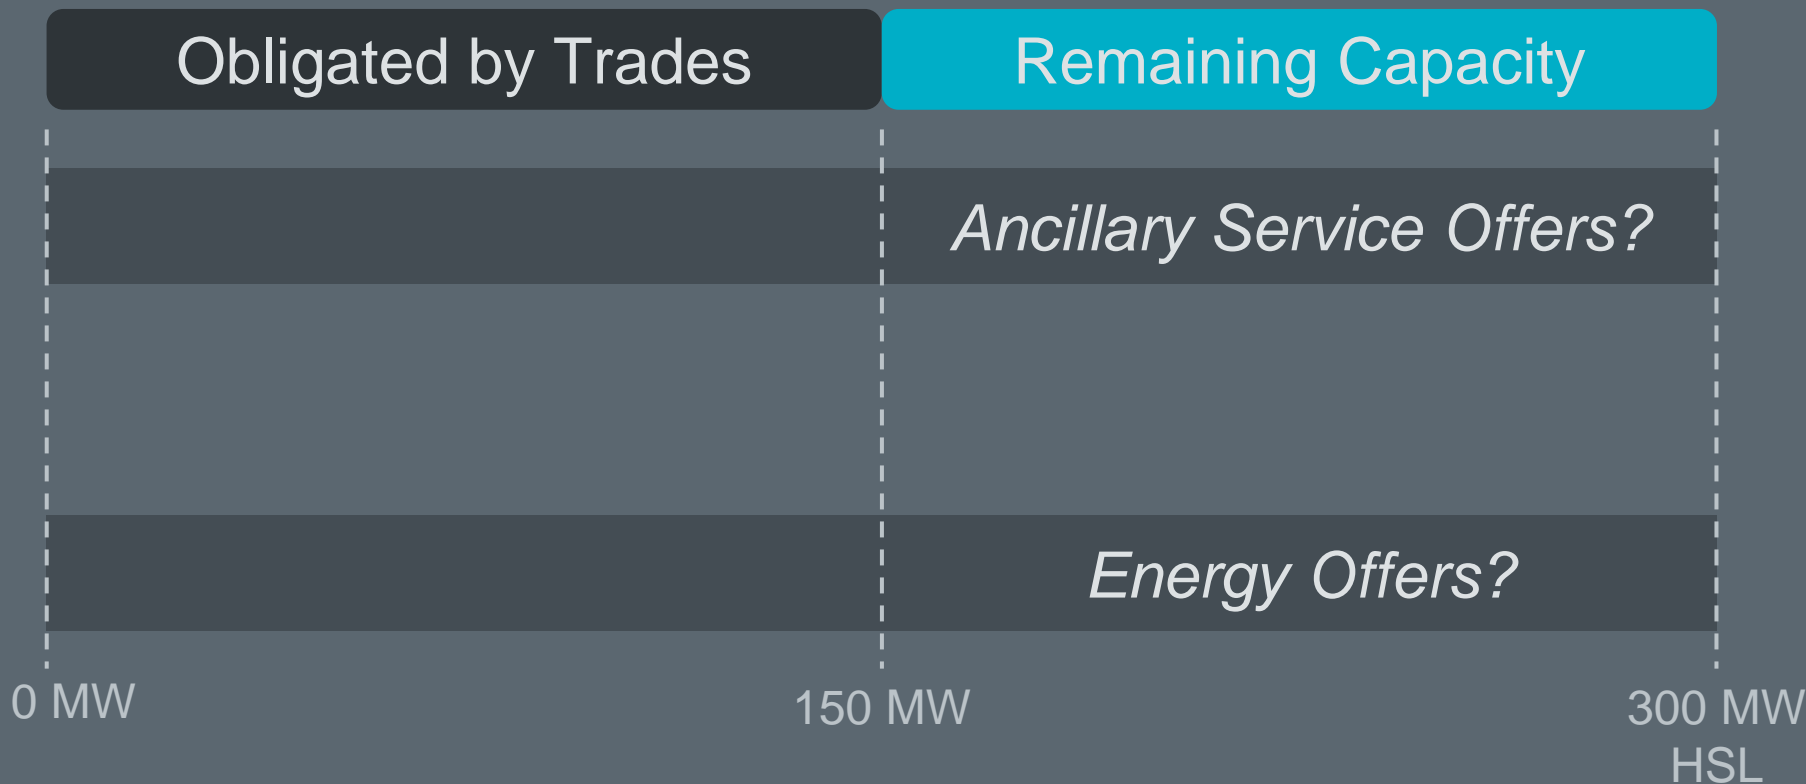 Obligated by Trades
Remaining Capacity
Ancillary Service Offers?
Energy Offers?
0 MW
150 MW
300 MW
HSL